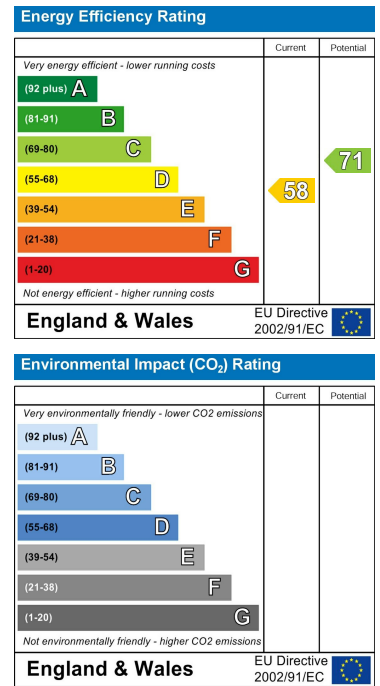 Energy Efficiency Rating
Current Potential
Very energy efficient - lower running costs
(92 plus) A
(81-91) B
(69-80) C
71
(55-68) D
58
(39-54) E
(21-38) F
(1-20) G
Not energy efficient - higher running costs
England & Wales
EU Directive
2002/91/EC
Environmental Impact (CO₂) Rating
Current Potential
Very environmentally friendly - lower CO2 emissions
(92 plus) A
(81-91) B
(69-80) C
(55-68) D
(39-54) E
(21-38) F
(1-20) G
Not environmentally friendly - higher CO2 emissions
England & Wales
EU Directive
2002/91/EC